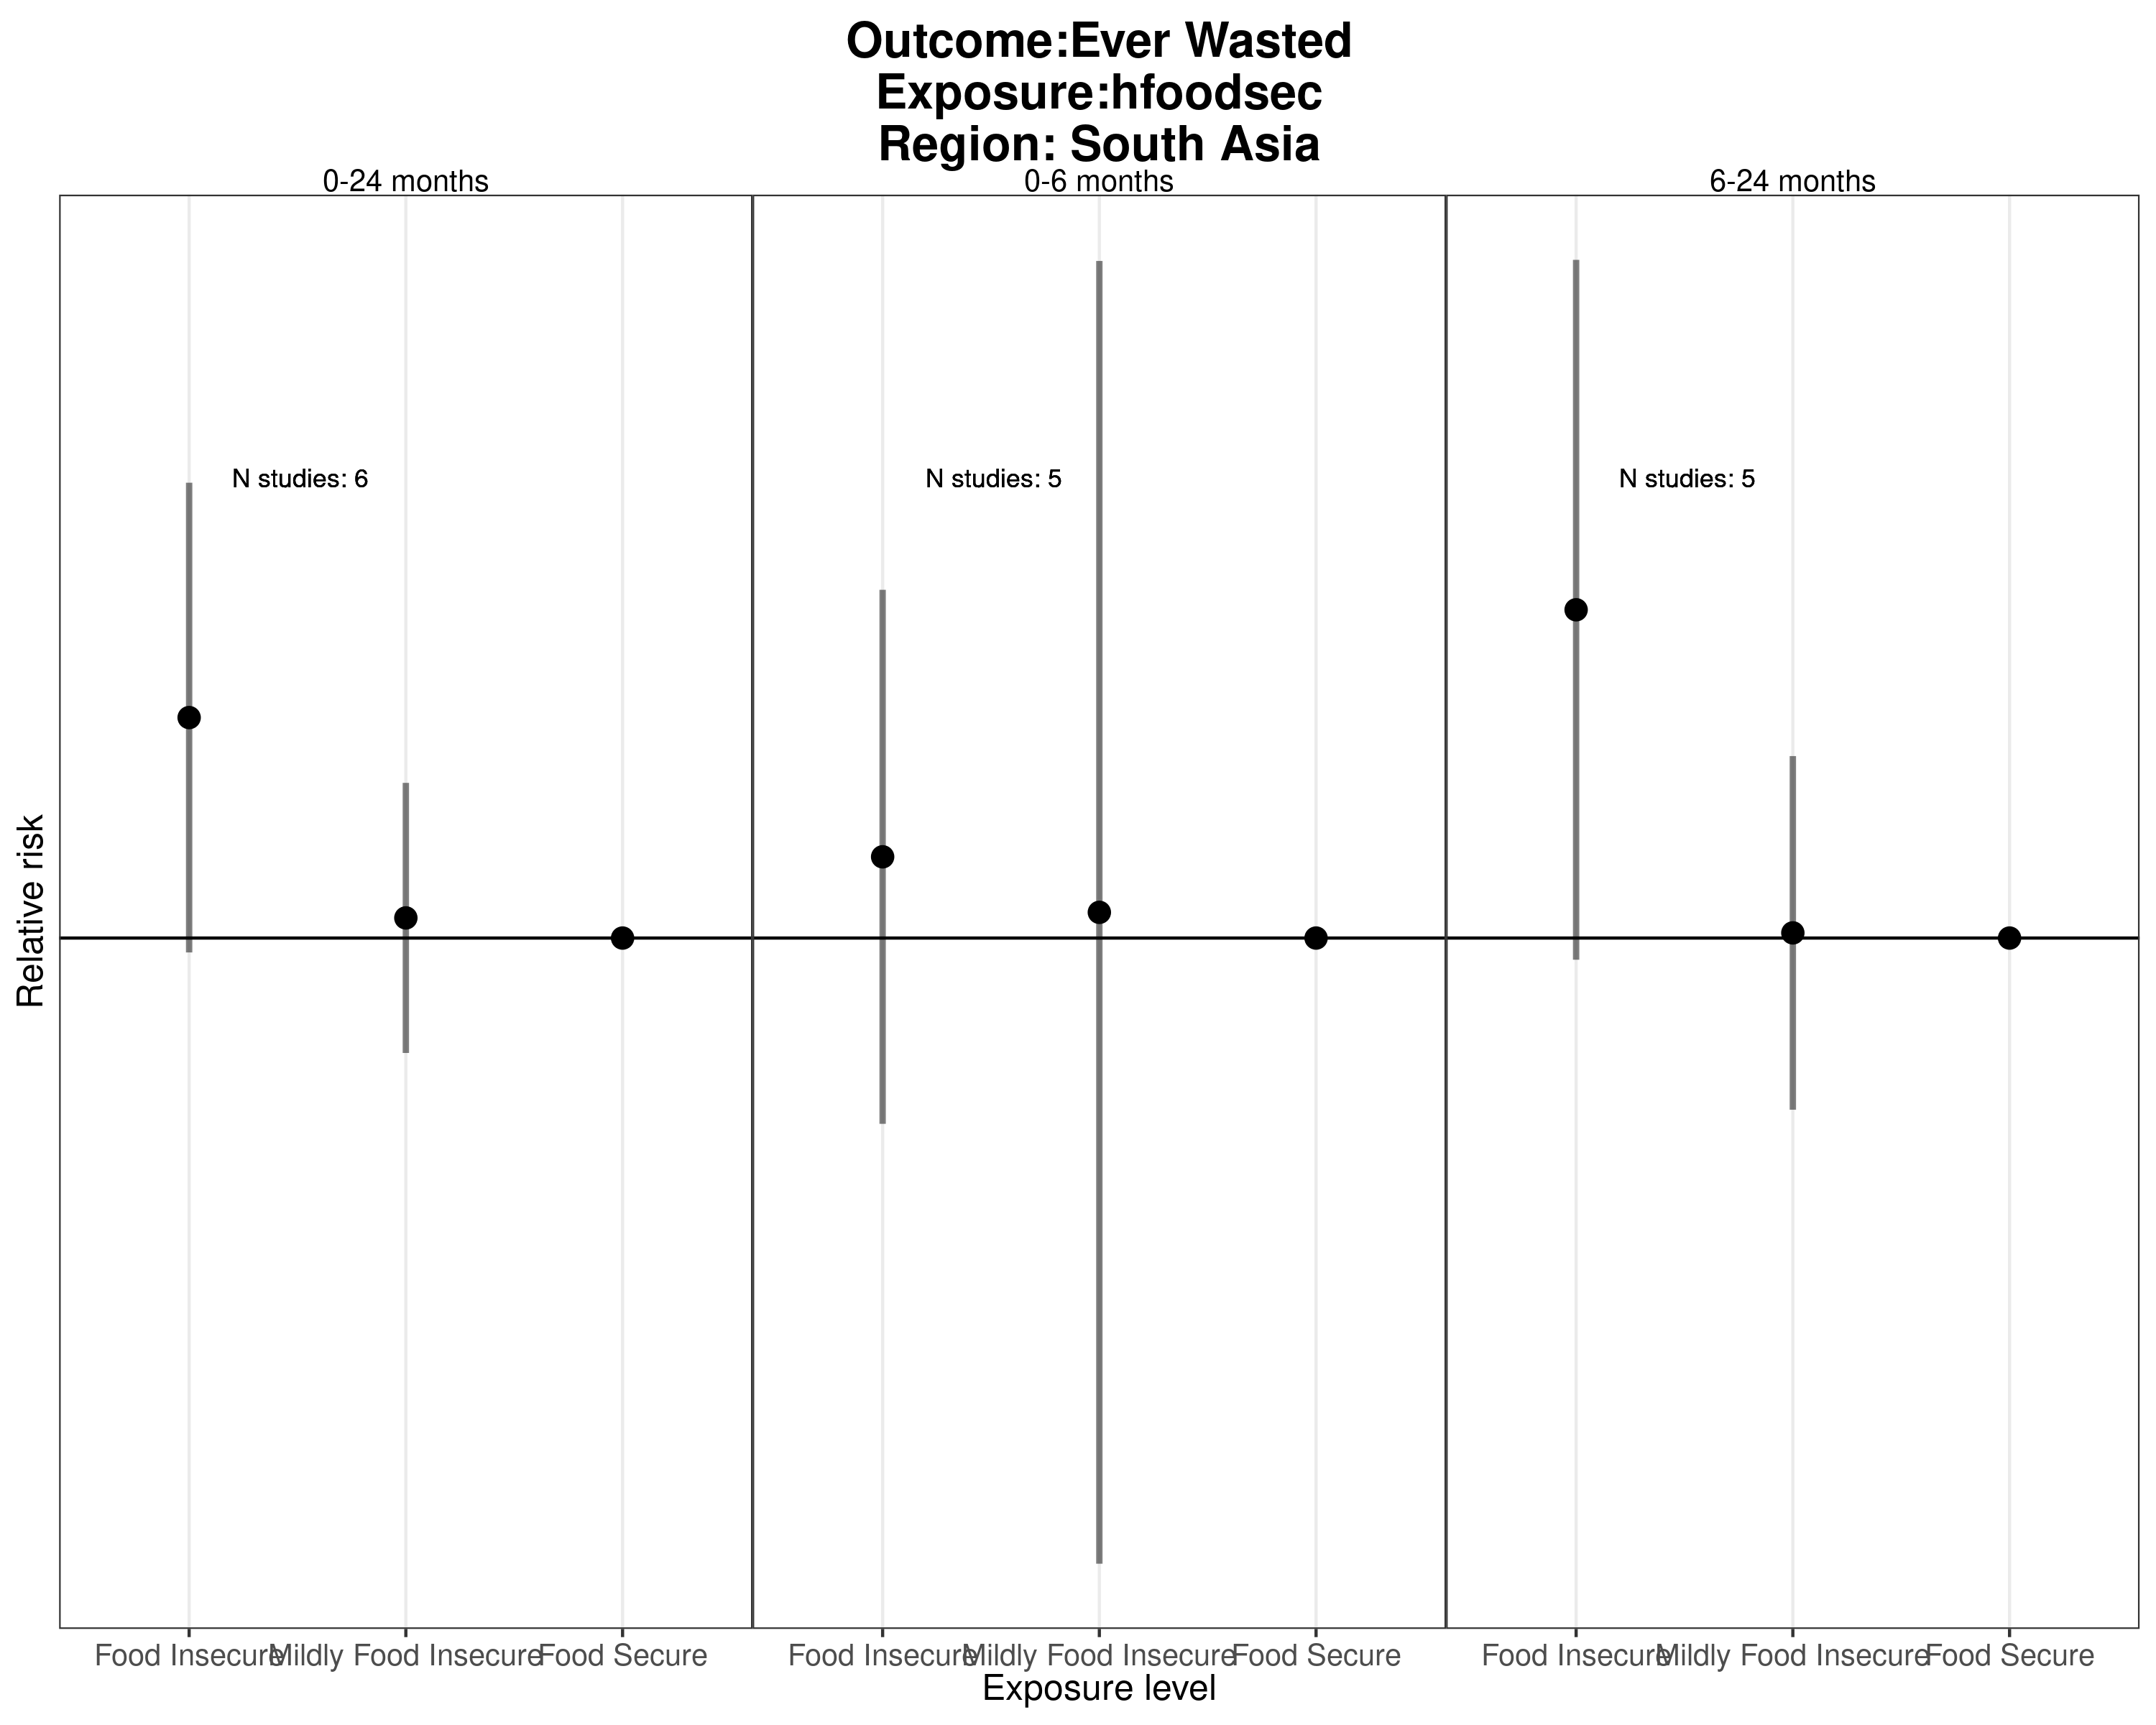 Outcome:Ever Wasted
Exposure:hfoodsec
Region: South Asia
0-24 months
0-6 months
6-24 months
N studies: 6
N studies: 5
N studies: 5
Relative risk
Food Insecure
Mildly Food Insecure
Food Secure
Food Insecure
Mildly Food Insecure
Food Secure
Food Insecure
Mildly Food Insecure
Food Secure
Exposure level